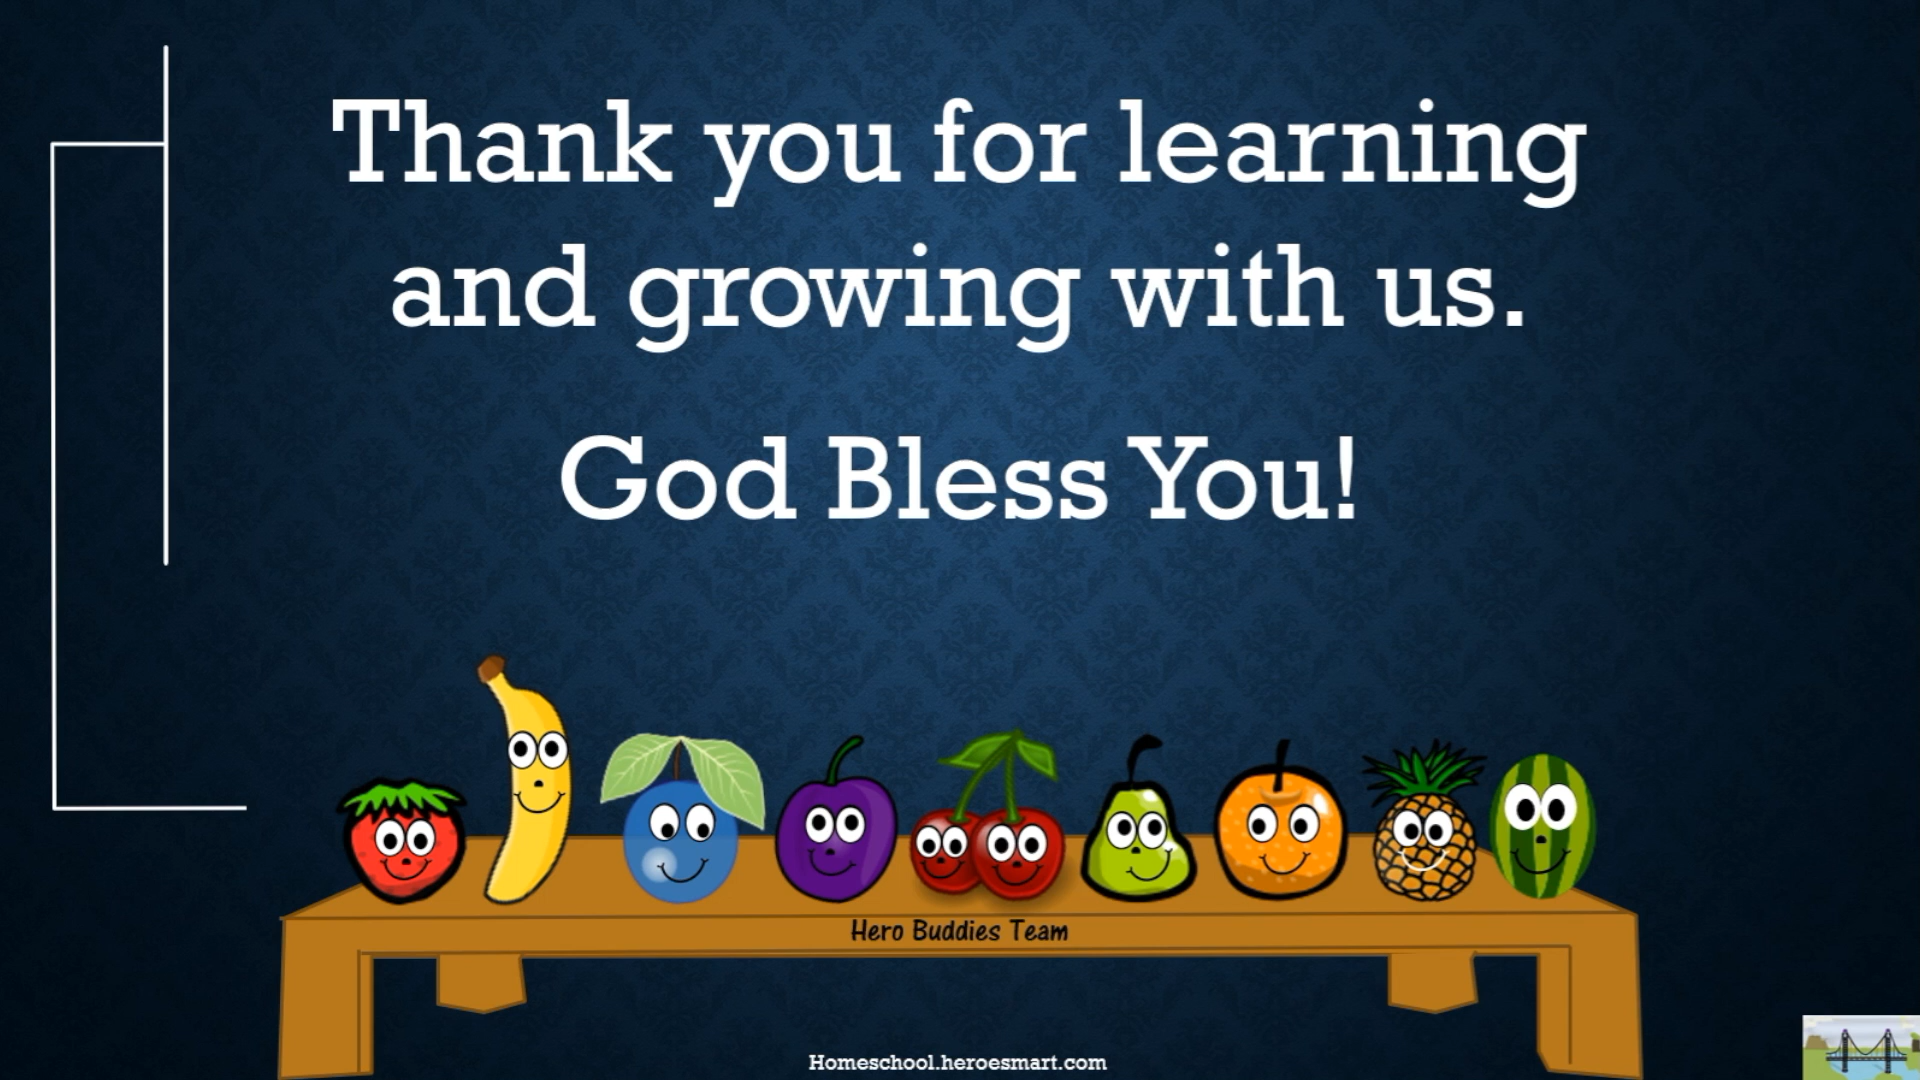 Thank you for learning
and growing with us.
God Bless You!
Hero Buddies Team
Homeschool.heroesmart.com